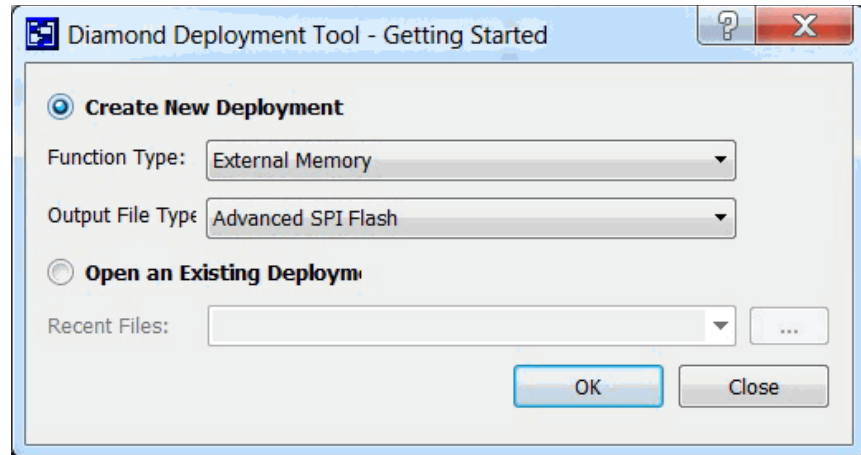 Diamond Deployment Tool - Getting Started
Create New Deployment
Function Type: External Memory
Output File Type Advanced SPI Flash
Open an Existing Deployme
Recent Files: ...
OK Close